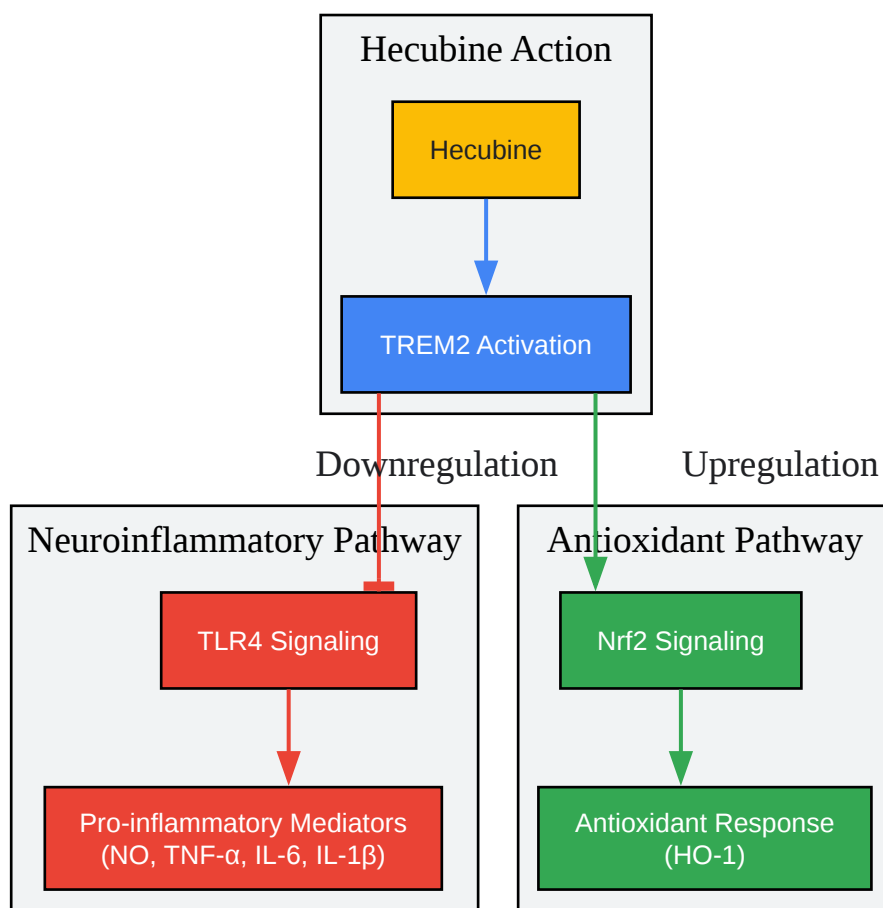 Hecubine Action
Hecubine
TREM2 Activation
Downregulation
Upregulation
Neuroinflammatory Pathway
TLR4 Signaling
Pro-inflammatory Mediators
(NO, TNF-α, IL-6, IL-1β)
Antioxidant Pathway
Nrf2 Signaling
Antioxidant Response
(HO-1)